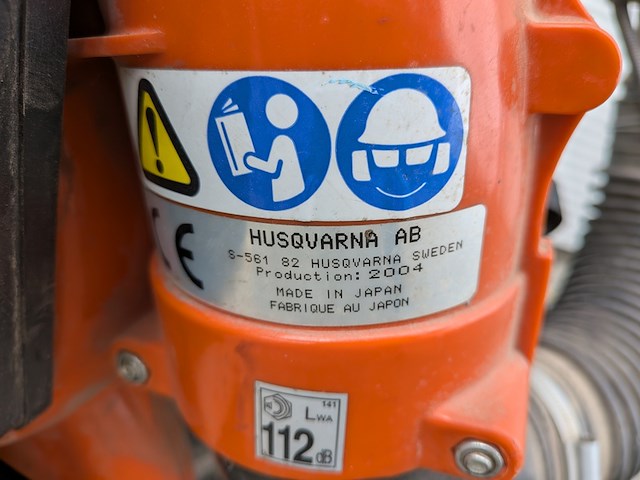 CE
HUSQVARNA AB
S-561 82 HUSQVARNA SWEDEN
Production: 2004
MADE IN JAPAN
FABRIQUE AU JAPON
141
LWA
112 dB